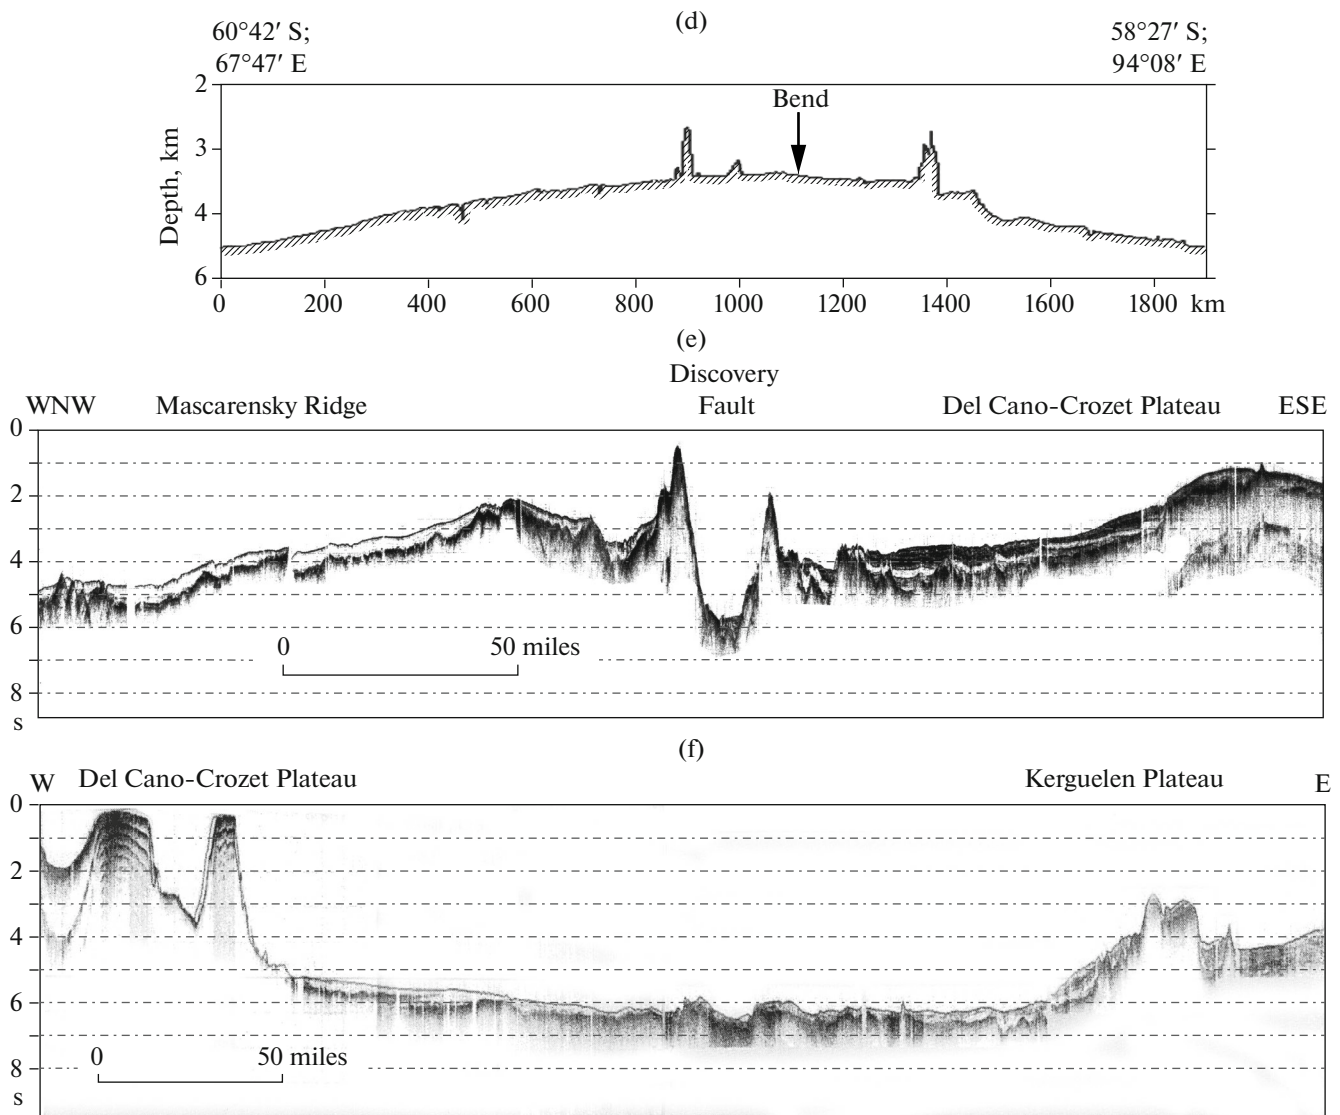 (d)
60°42′ S;
67°47′ E
58°27′ S;
94°08′ E
Bend
Depth, km
2
3
4
6
0 200 400 600 800 1000 1200 1400 1600 1800 km
(e)
Discovery
WNW Mascarensky Ridge Fault Del Cano-Crozet Plateau ESE
0
2
4
6
0 50 miles
8
s
(f)
W Del Cano-Crozet Plateau Kerguelen Plateau E
0
2
4
6
0 50 miles
8
s